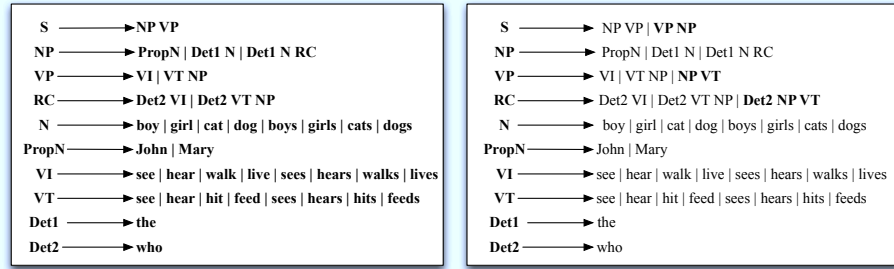 S → NP VP
NP → PropN | Det1 N | Det1 N RC
VP → VI | VT NP
RC → Det2 VI | Det2 VT NP
N → boy | girl | cat | dog | boys | girls | cats | dogs
PropN → John | Mary
VI → see | hear | walk | live | sees | hears | walks | lives
VT → see | hear | hit | feed | sees | hears | hits | feeds
Det1 → the
Det2 → who
S → NP VP | VP NP
NP → PropN | Det1 N | Det1 N RC
VP → VI | VT NP | NP VT
RC → Det2 VI | Det2 VT NP | Det2 NP VT
N → boy | girl | cat | dog | boys | girls | cats | dogs
PropN → John | Mary
VI → see | hear | walk | live | sees | hears | walks | lives
VT → see | hear | hit | feed | sees | hears | hits | feeds
Det1 → the
Det2 → who